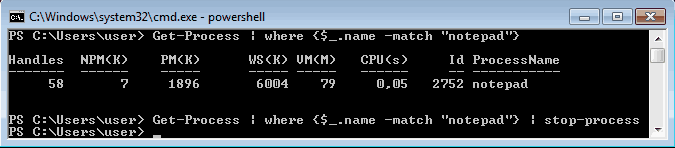 C:\Windows\system32\cmd.exe - powershell
PS C:\Users\user> Get-Process | where {$_.name -match "notepad"}
Handles NPM(K) PM(K) WS(K) VM(M) CPU(s) Id ProcessName
------- ------ ----- ----- ----- ------ -- -----------
58 7 1896 6004 79 0,05 2752 notepad
PS C:\Users\user> Get-Process | where {$_.name -match "notepad"} | stop-process
PS C:\Users\user> _